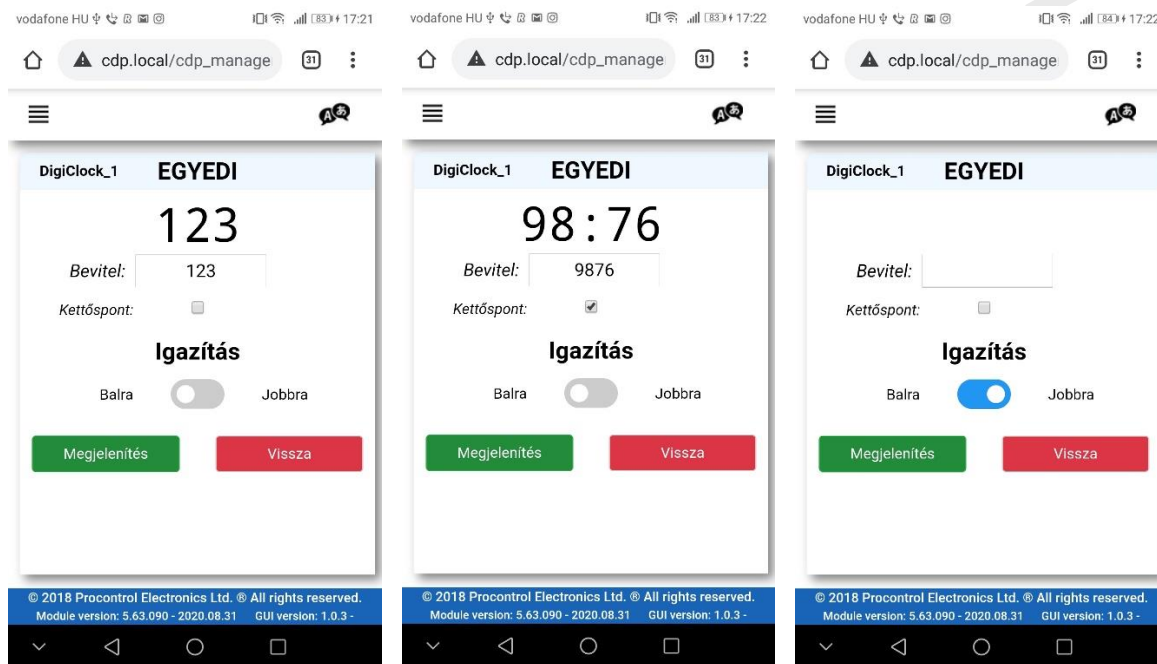 vodafone HU 83 17:21
cdp.local/cdp_manage 31
A あ
DigiClock_1 EGYEDI
123
Bevitel: 123
Kettőspont:
Igazítás
Balra Jobbra
Megjelenítés Vissza
© 2018 Procontrol Electronics Ltd. ® All rights reserved.
Module version: 5.63.090 - 2020.08.31 GUI version: 1.0.3 -
vodafone HU 83 17:22
cdp.local/cdp_manage 31
A あ
DigiClock_1 EGYEDI
98:76
Bevitel: 9876
Kettőspont:
Igazítás
Balra Jobbra
Megjelenítés Vissza
© 2018 Procontrol Electronics Ltd. ® All rights reserved.
Module version: 5.63.090 - 2020.08.31 GUI version: 1.0.3 -
vodafone HU 84 17:22
cdp.local/cdp_manage 31
A あ
DigiClock_1 EGYEDI
Bevitel:
Kettőspont:
Igazítás
Balra Jobbra
Megjelenítés Vissza
© 2018 Procontrol Electronics Ltd. ® All rights reserved.
Module version: 5.63.090 - 2020.08.31 GUI version: 1.0.3 -